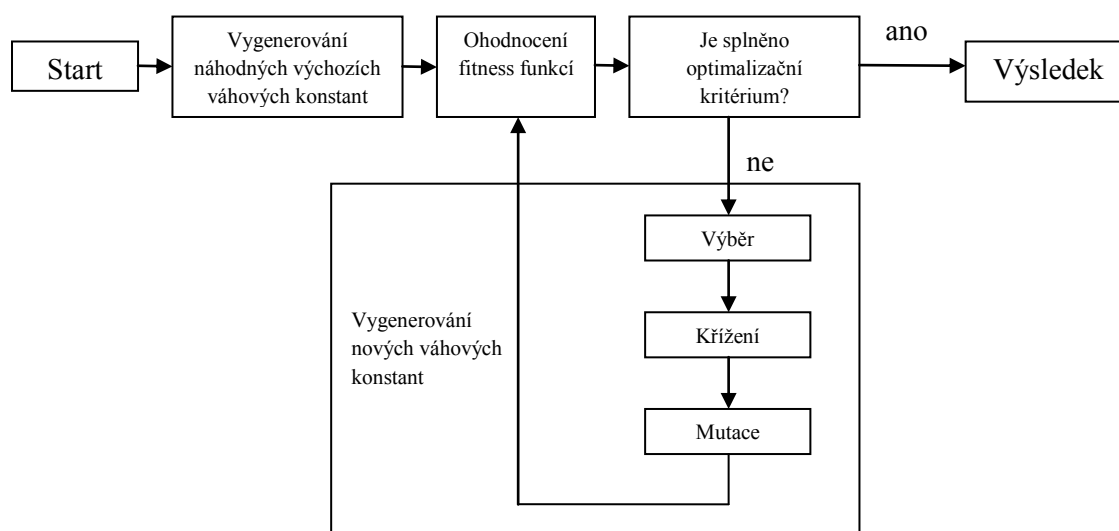 Start
Vygenerování
náhodných výchozích
váhových konstant
Ohodnocení
fitness funkcí
Je splněno
optimalizační
kritérium?
ano
Výsledek
ne
Výběr
Křížení
Mutace
Vygenerování
nových váhových
konstant